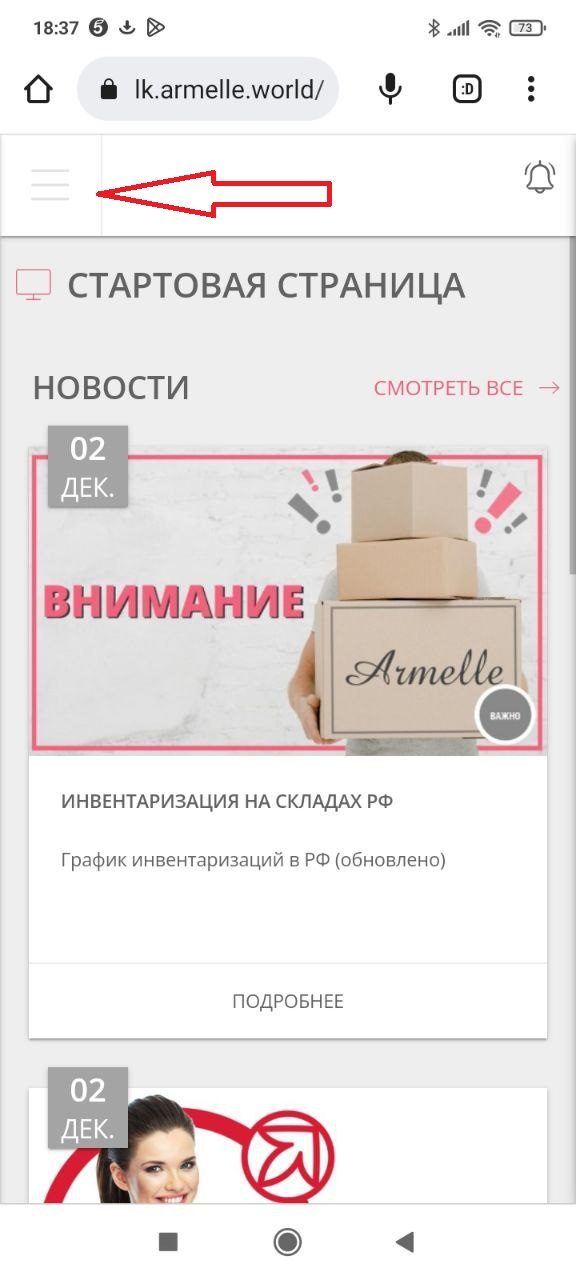 18:37
73
lk.armelle.world/
:D
СТАРТОВАЯ СТРАНИЦА
НОВОСТИ
СМОТРЕТЬ ВСЕ
02
ДЕК.
ВНИМАНИЕ
Armelle
ВАЖНО
ИНВЕНТАРИЗАЦИЯ НА СКЛАДАХ РФ
График инвентаризаций в РФ (обновлено)
ПОДРОБНЕЕ
02
ДЕК.